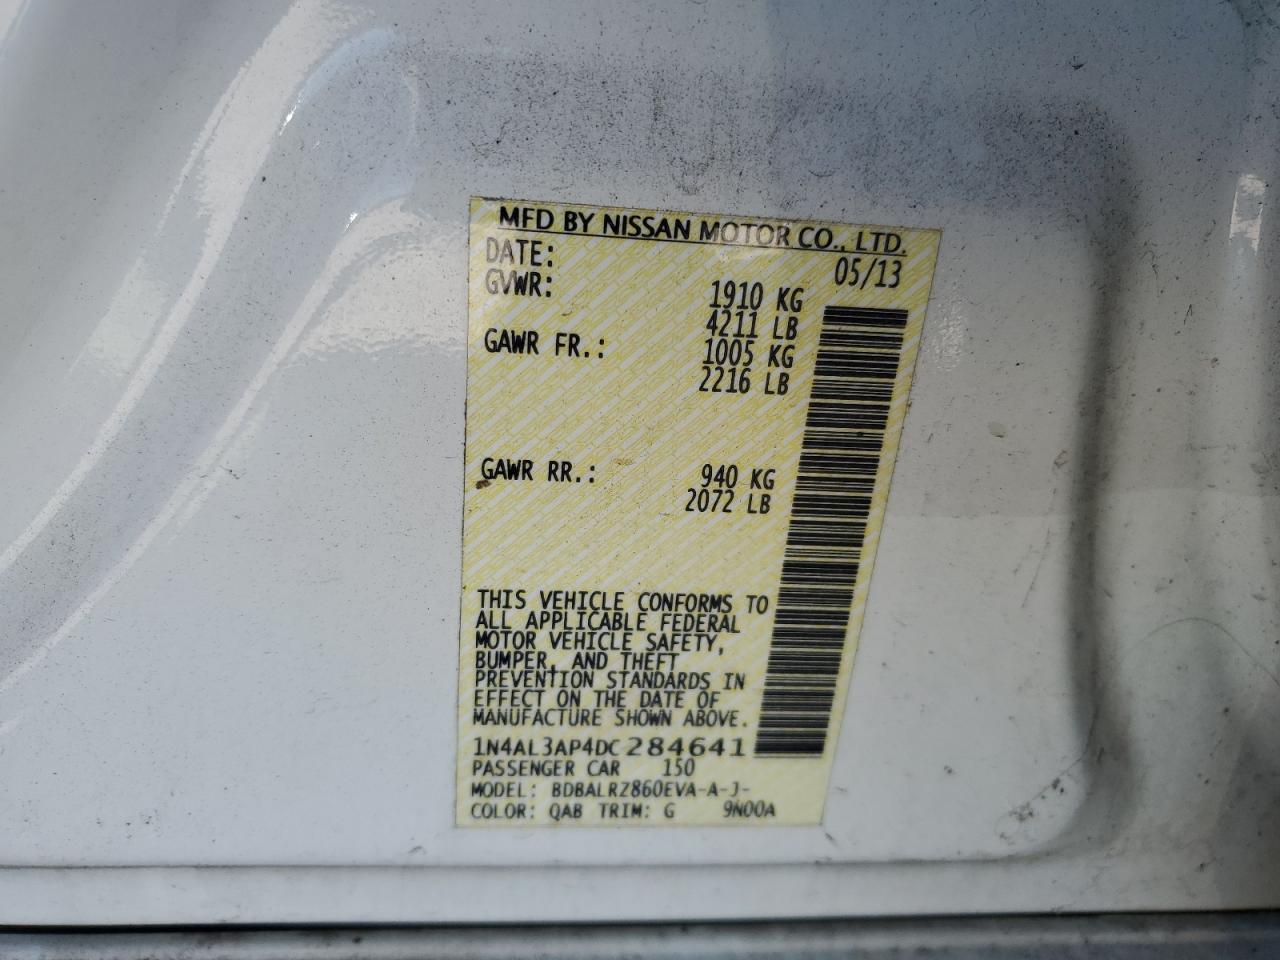 MFD BY NISSAN MOTOR CO., LTD.
DATE: 05/13
GVWR: 1910 KG
4211 LB
GAWR FR.: 1005 KG
2216 LB
GAWR RR.: 940 KG
2072 LB
THIS VEHICLE CONFORMS TO
ALL APPLICABLE FEDERAL
MOTOR VEHICLE SAFETY,
BUMPER, AND THEFT
PREVENTION STANDARDS IN
EFFECT ON THE DATE OF
MANUFACTURE SHOWN ABOVE.
1N4AL3AP4DC284641
PASSENGER CAR 150
MODEL: BDBALRZ860EVA-A-J-
COLOR: QAB TRIM: G 9N00A